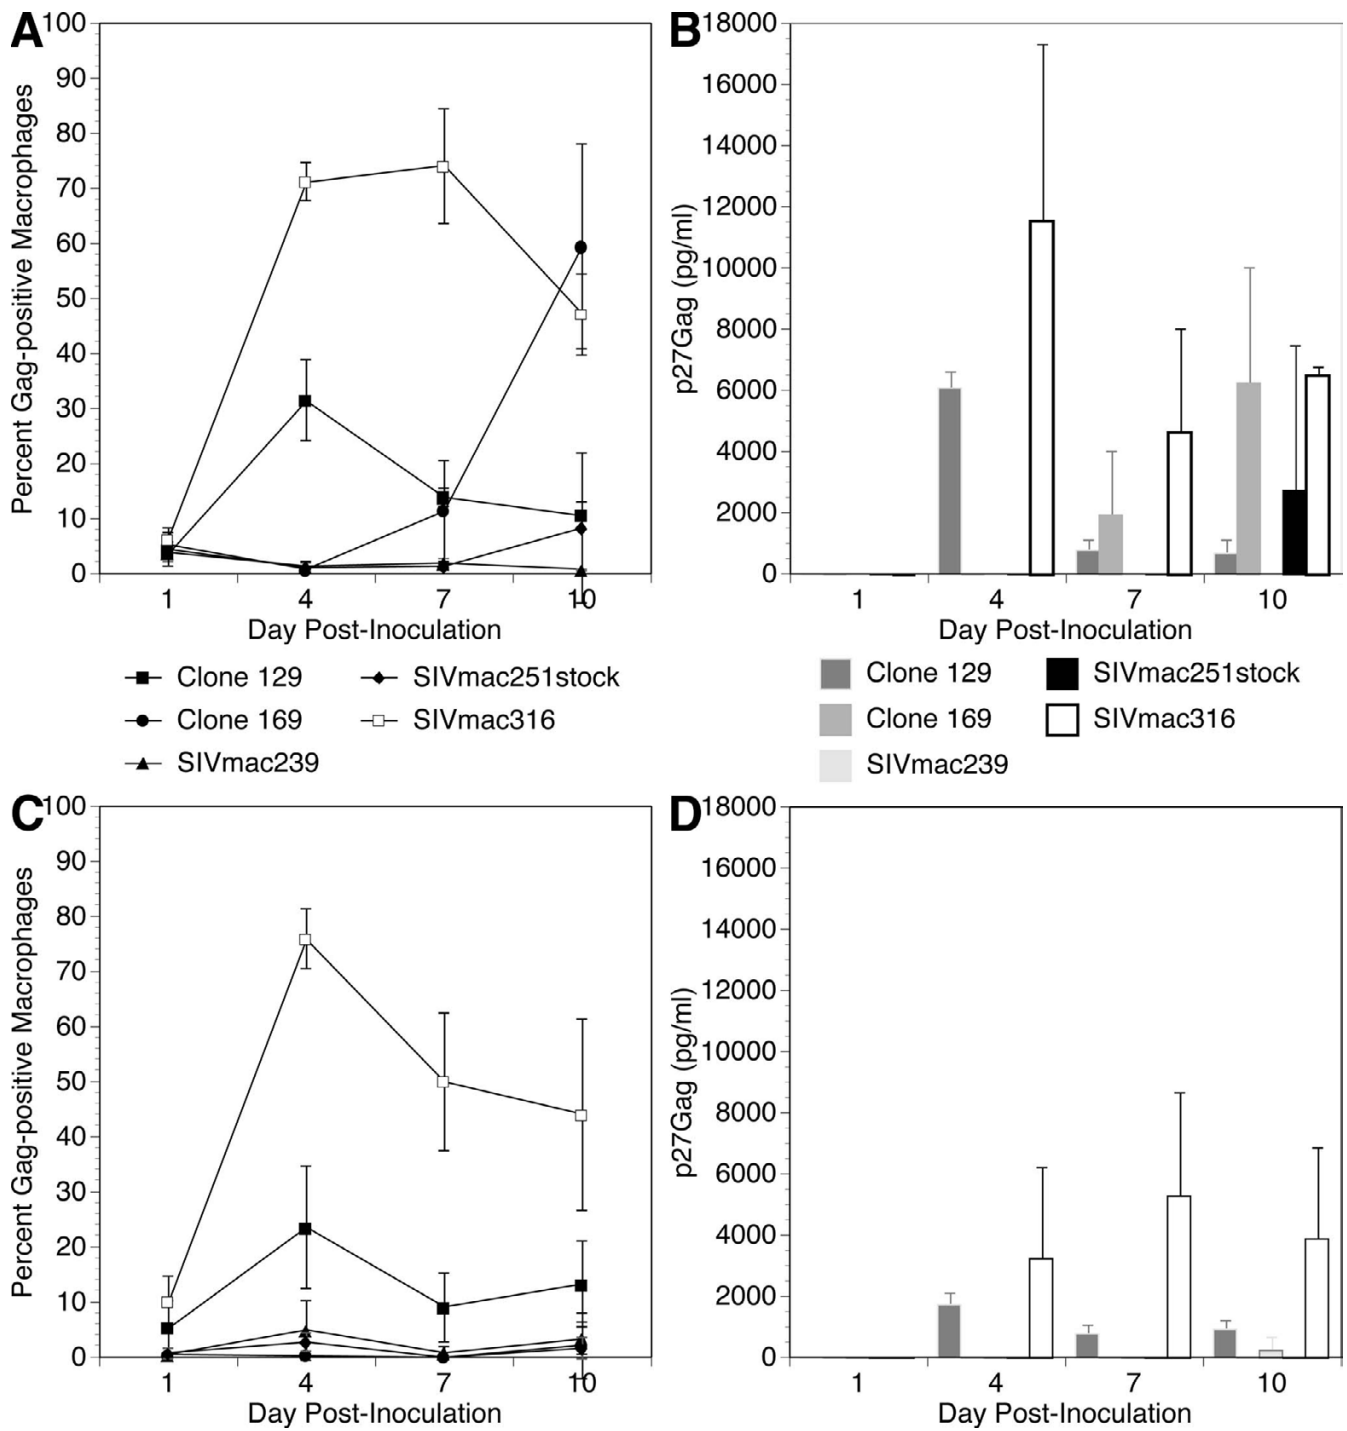 A
100
90
80
70
60
50
40
30
20
10
0
Percent Gag-positive Macrophages
1 4 7 10
Day Post-Inoculation
B
18000
16000
14000
12000
10000
8000
6000
4000
2000
0
p27Gag (pg/ml)
1 4 7 10
Day Post-Inoculation
Clone 129
Clone 169
SIVmac239
SIVmac251stock
SIVmac316
Clone 129
Clone 169
SIVmac239
SIVmac251stock
SIVmac316
C
100
90
80
70
60
50
40
30
20
10
0
Percent Gag-positive Macrophages
1 4 7 10
Day Post-Inoculation
D
18000
16000
14000
12000
10000
8000
6000
4000
2000
0
p27Gag (pg/ml)
1 4 7 10
Day Post-Inoculation